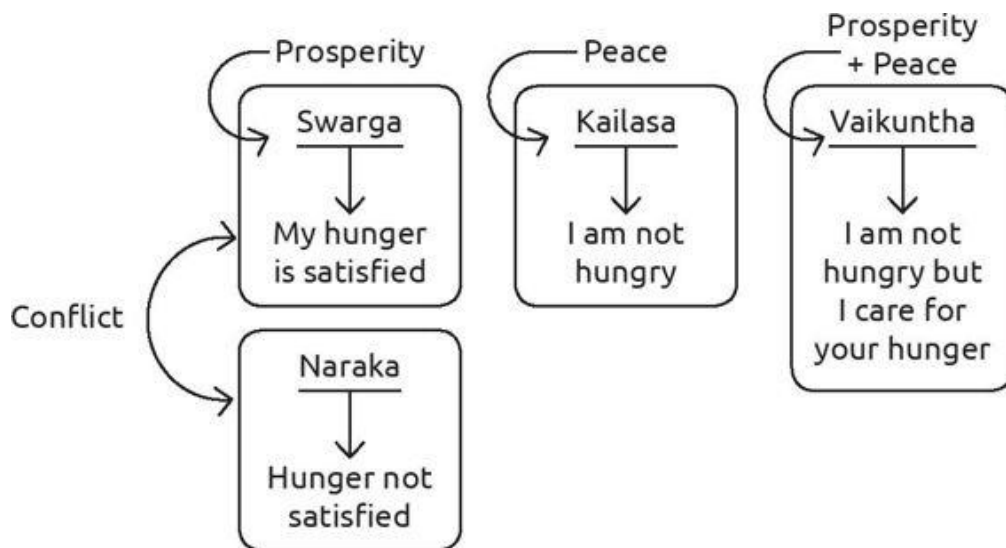 Prosperity
Swarga
My hunger
is satisfied
Conflict
Naraka
Hunger not
satisfied
Peace
Kailasa
I am not
hungry
Prosperity
+ Peace
Vaikuntha
I am not
hungry but
I care for
your hunger